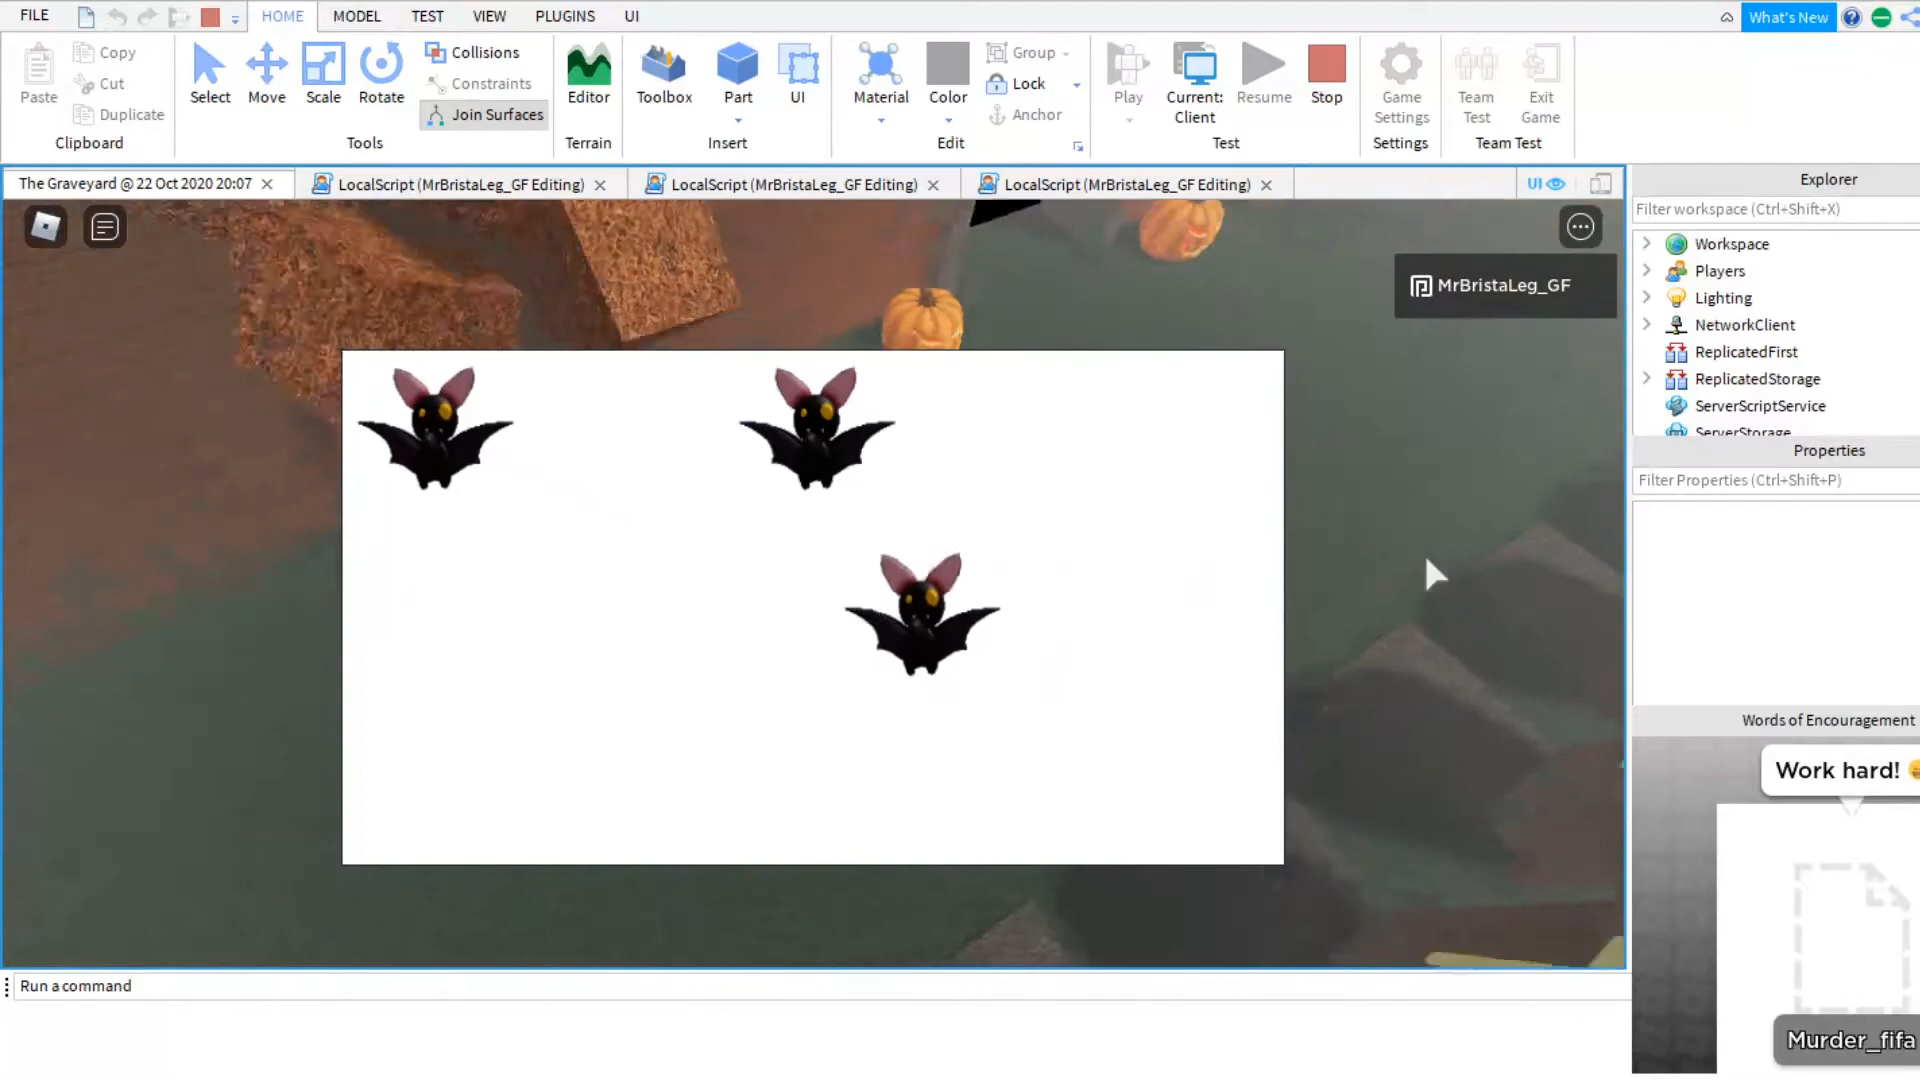 FILE HOME MODEL TEST VIEW PLUGINS UI What's New
Paste Copy Cut Duplicate Clipboard
Select Move Scale Rotate Collisions Constraints Join Surfaces Tools
Editor Terrain
Toolbox Part UI Insert
Material Color Group Lock Anchor Edit
Play Current: Client Resume Stop Test
Game Settings Settings
Team Test Exit Game Team Test
The Graveyard @ 22 Oct 2020 20:07 LocalScript (MrBristaLeg_GF Editing) LocalScript (MrBristaLeg_GF Editing) LocalScript (MrBristaLeg_GF Editing) UI
MrBristaLeg_GF
Explorer
Filter workspace (Ctrl+Shift+X)
Workspace
Players
Lighting
NetworkClient
ReplicatedFirst
ReplicatedStorage
ServerScriptService
ServerStorage
Properties
Filter Properties (Ctrl+Shift+P)
Words of Encouragement
Work hard!
Murder_fifa
Run a command